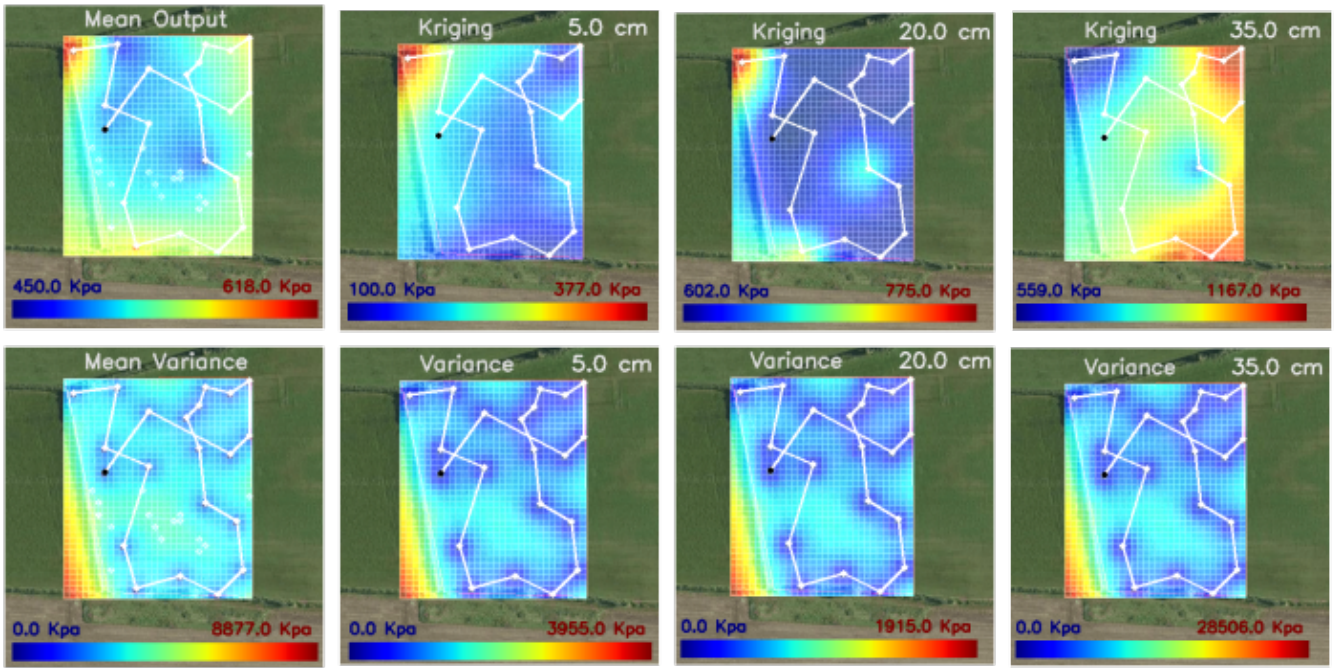 Mean Output
450.0 Kpa 618.0 Kpa
Kriging 5.0 cm
100.0 Kpa 377.0 Kpa
Kriging 20.0 cm
602.0 Kpa 775.0 Kpa
Kriging 35.0 cm
559.0 Kpa 1167.0 Kpa
Mean Variance
0.0 Kpa 8877.0 Kpa
Variance 5.0 cm
0.0 Kpa 3955.0 Kpa
Variance 20.0 cm
0.0 Kpa 1915.0 Kpa
Variance 35.0 cm
0.0 Kpa 28506.0 Kpa